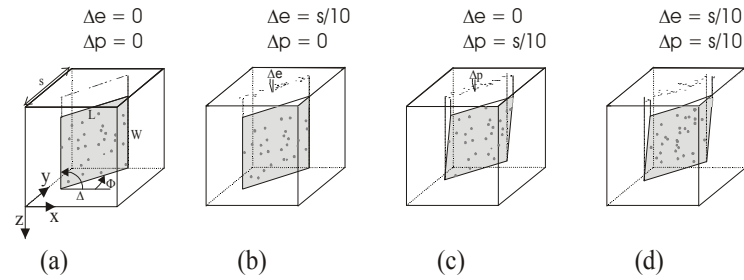 Δe = 0
Δp = 0
Δe = s/10
Δp = 0
Δe = 0
Δp = s/10
Δe = s/10
Δp = s/10
s
L
W
y
Δ
Φ
x
z
Δe
Δp
(a)
(b)
(c)
(d)